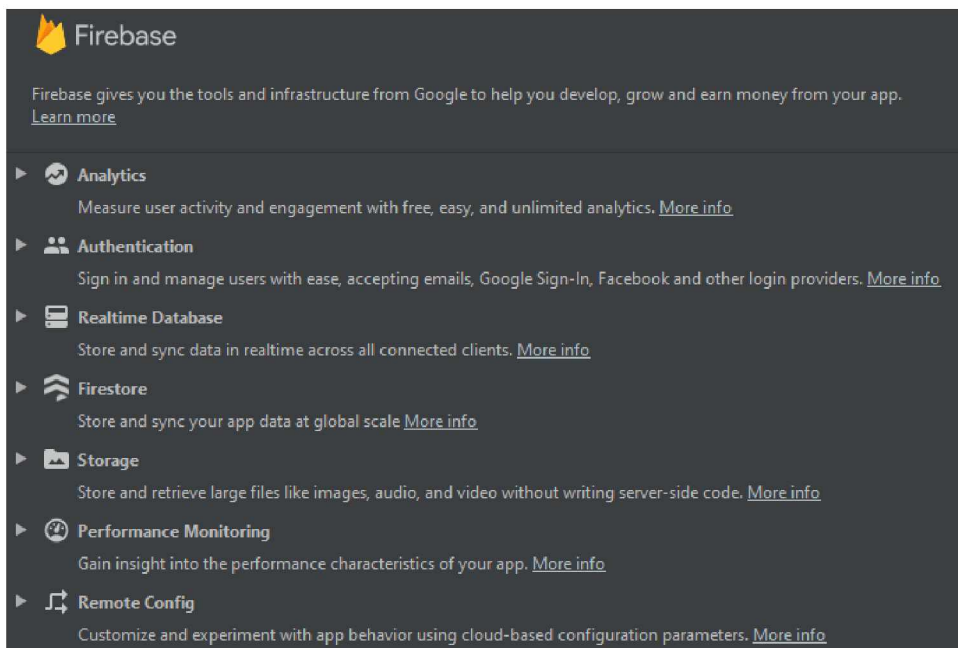 Firebase
Firebase gives you the tools and infrastructure from Google to help you develop, grow and earn money from your app.
Learn more
Analytics
Measure user activity and engagement with free, easy, and unlimited analytics. More info
Authentication
Sign in and manage users with ease, accepting emails, Google Sign-In, Facebook and other login providers. More info
Realtime Database
Store and sync data in realtime across all connected clients. More info
Firestore
Store and sync your app data at global scale More info
Storage
Store and retrieve large files like images, audio, and video without writing server-side code. More info
Performance Monitoring
Gain insight into the performance characteristics of your app. More info
Remote Config
Customize and experiment with app behavior using cloud-based configuration parameters. More info